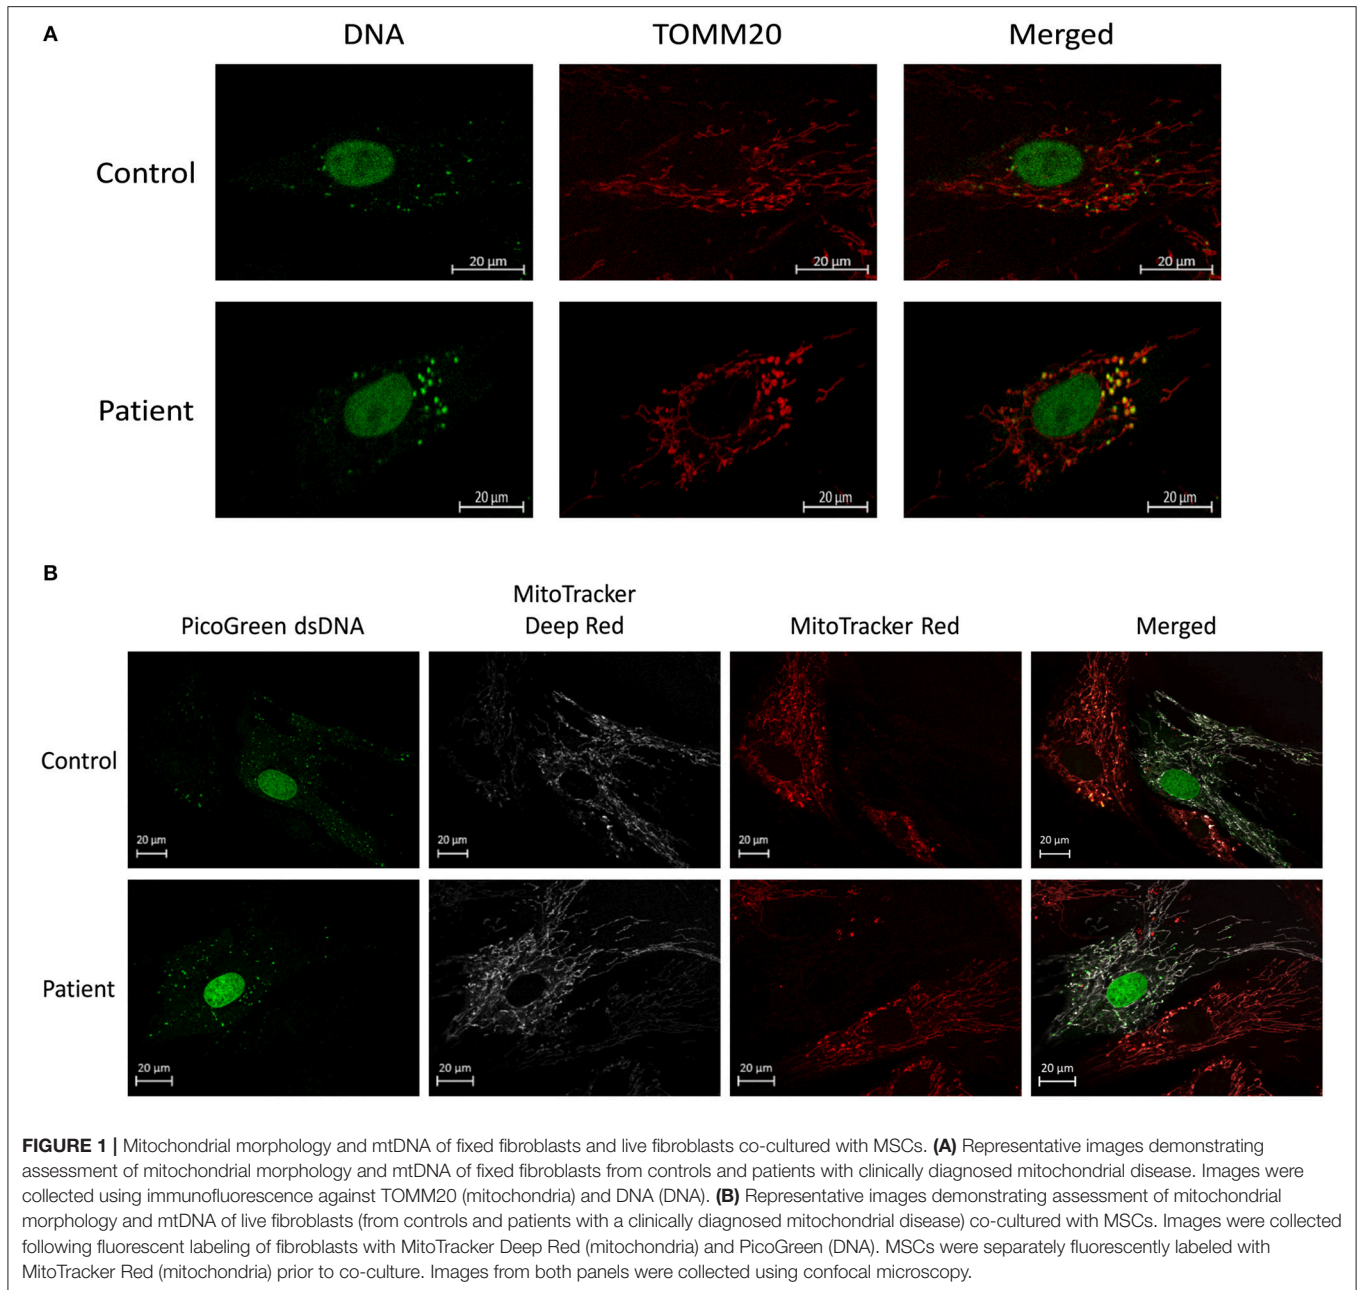 A
DNA
TOMM20
Merged
Control
20 µm
20 µm
20 µm
Patient
20 µm
20 µm
20 µm
B
PicoGreen dsDNA
MitoTracker
Deep Red
MitoTracker Red
Merged
Control
20 µm
20 µm
20 µm
20 µm
Patient
20 µm
20 µm
20 µm
20 µm
FIGURE 1 | Mitochondrial morphology and mtDNA of fixed fibroblasts and live fibroblasts co-cultured with MSCs. (A) Representative images demonstrating
assessment of mitochondrial morphology and mtDNA of fixed fibroblasts from controls and patients with clinically diagnosed mitochondrial disease. Images were
collected using immunofluorescence against TOMM20 (mitochondria) and DNA (DNA). (B) Representative images demonstrating assessment of mitochondrial
morphology and mtDNA of live fibroblasts (from controls and patients with a clinically diagnosed mitochondrial disease) co-cultured with MSCs. Images were collected
following fluorescent labeling of fibroblasts with MitoTracker Deep Red (mitochondria) and PicoGreen (DNA). MSCs were separately fluorescently labeled with
MitoTracker Red (mitochondria) prior to co-culture. Images from both panels were collected using confocal microscopy.